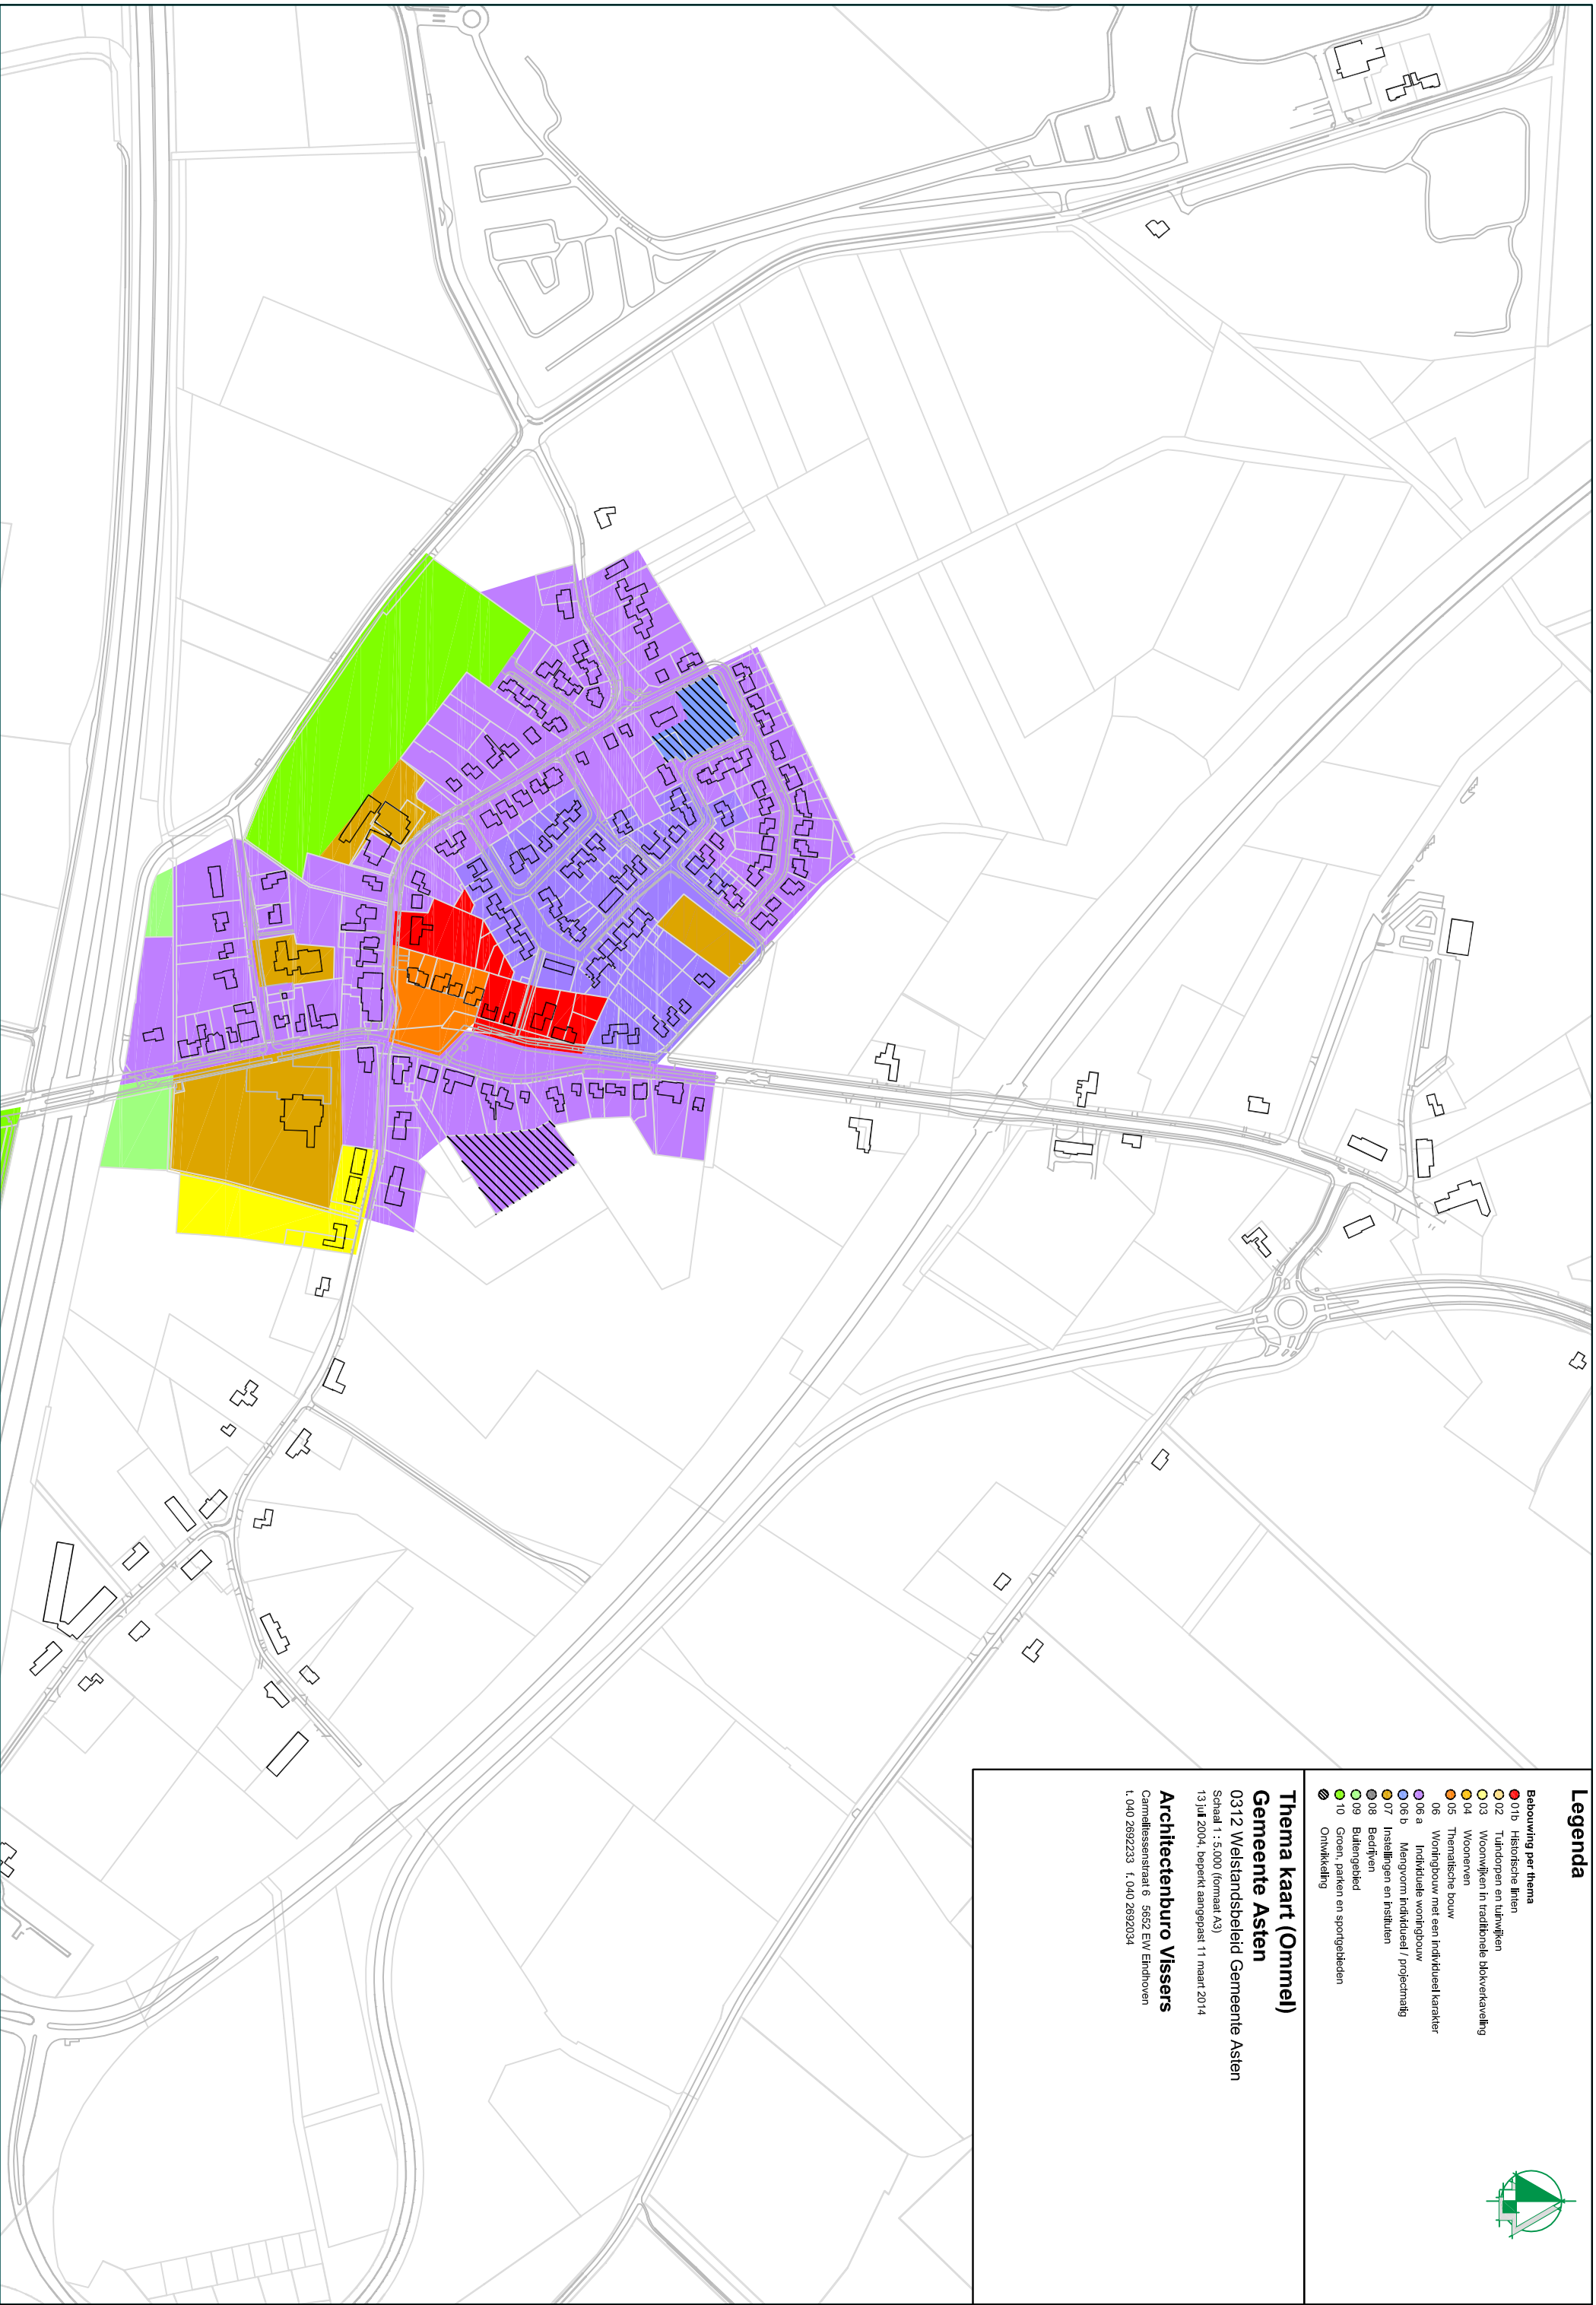 Legenda
Bebouwing per thema
01b Historische linten
02 Tuindorpen en tuinwijken
03 Woonwijken in traditionele blokverkaveling
04 Woonerven
05 Thematische bouw
06 Woningbouw met een individueel karakter
06 a Individuele woningbouw
06 b Mengvorm individueel / projectmatig
07 Instellingen en instituten
08 Bedrijven
09 Buitengebied
10 Groen, parken en sportgebieden
Ontwikkeling
Thema kaart (Ommel)
Gemeente Asten
0312 Welstandsbeleid Gemeente Asten
Schaal 1 : 5.000 (formaat A3)
13 juli 2004, beperkt aangepast 11 maart 2014
Architectenburo Vissers
Carmelitessenstraat 6 5652 EW Eindhoven
t. 040 2692233 f. 040 2692034